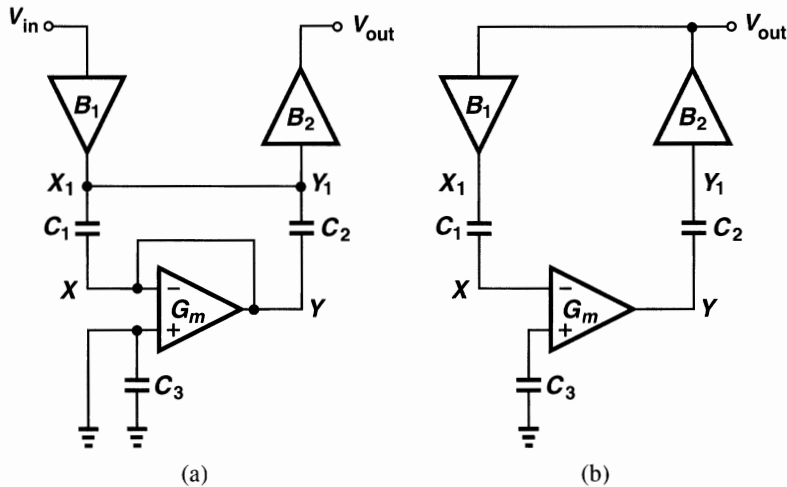 V_in
V_out
B_1
B_2
X_1
Y_1
C_1
C_2
X
−
G_m
+
Y
C_3
(a)
V_out
B_1
B_2
X_1
Y_1
C_1
C_2
X
−
G_m
+
Y
C_3
(b)